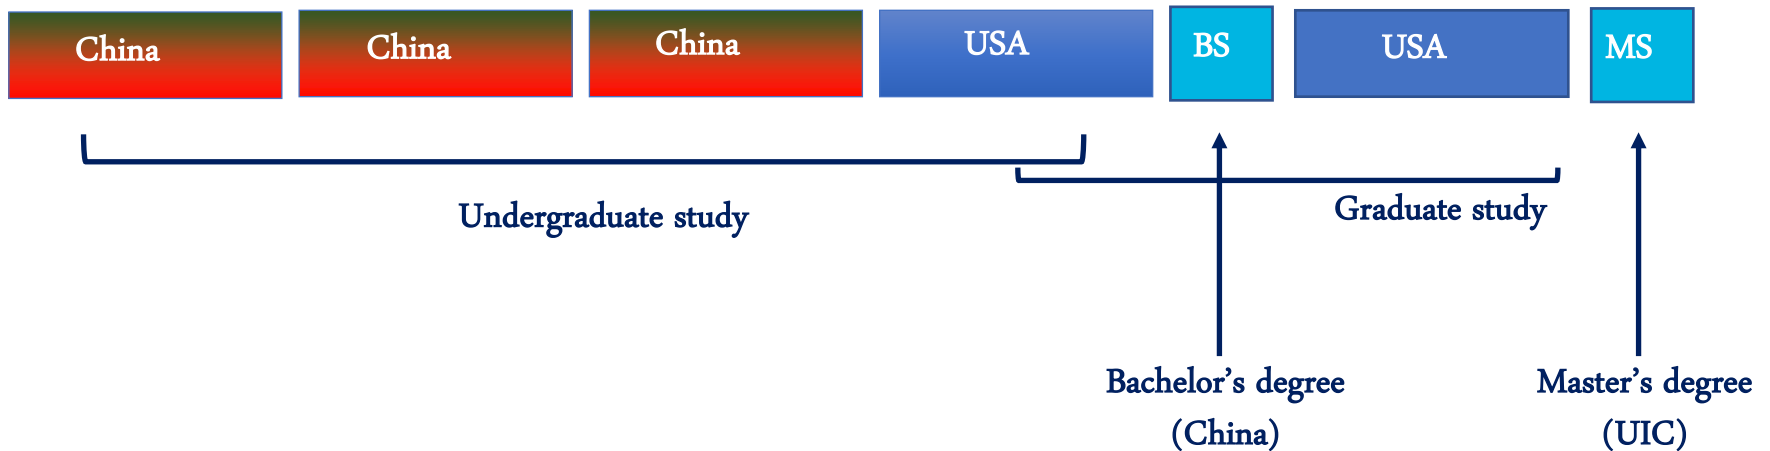 China
China
China
USA
BS
USA
MS
Undergraduate study
Graduate study
Bachelor’s degree
(China)
Master’s degree
(UIC)